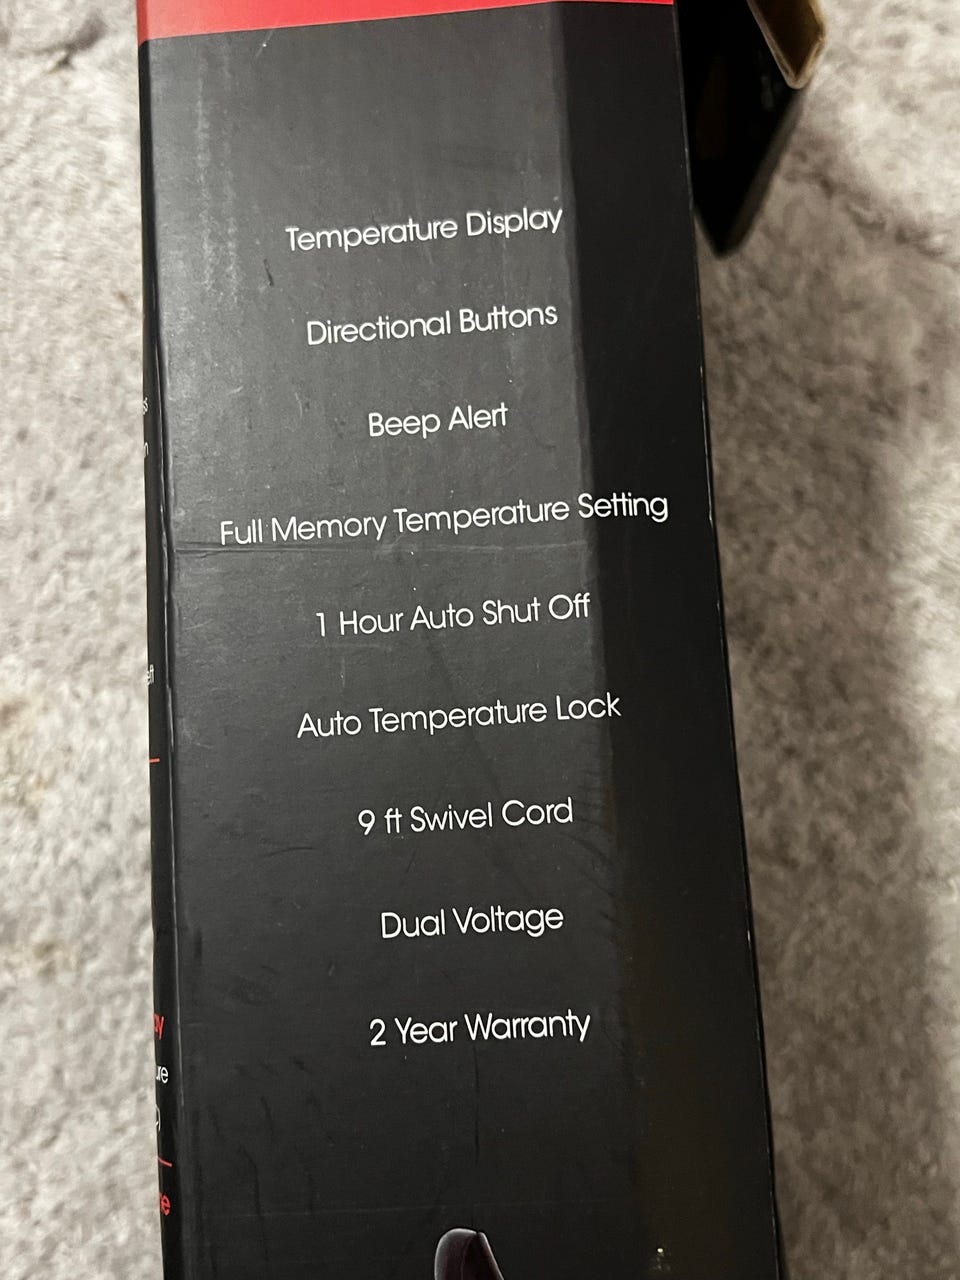 Temperature Display
Directional Buttons
Beep Alert
Full Memory Temperature Setting
1 Hour Auto Shut Off
Auto Temperature Lock
9 ft Swivel Cord
Dual Voltage
2 Year Warranty